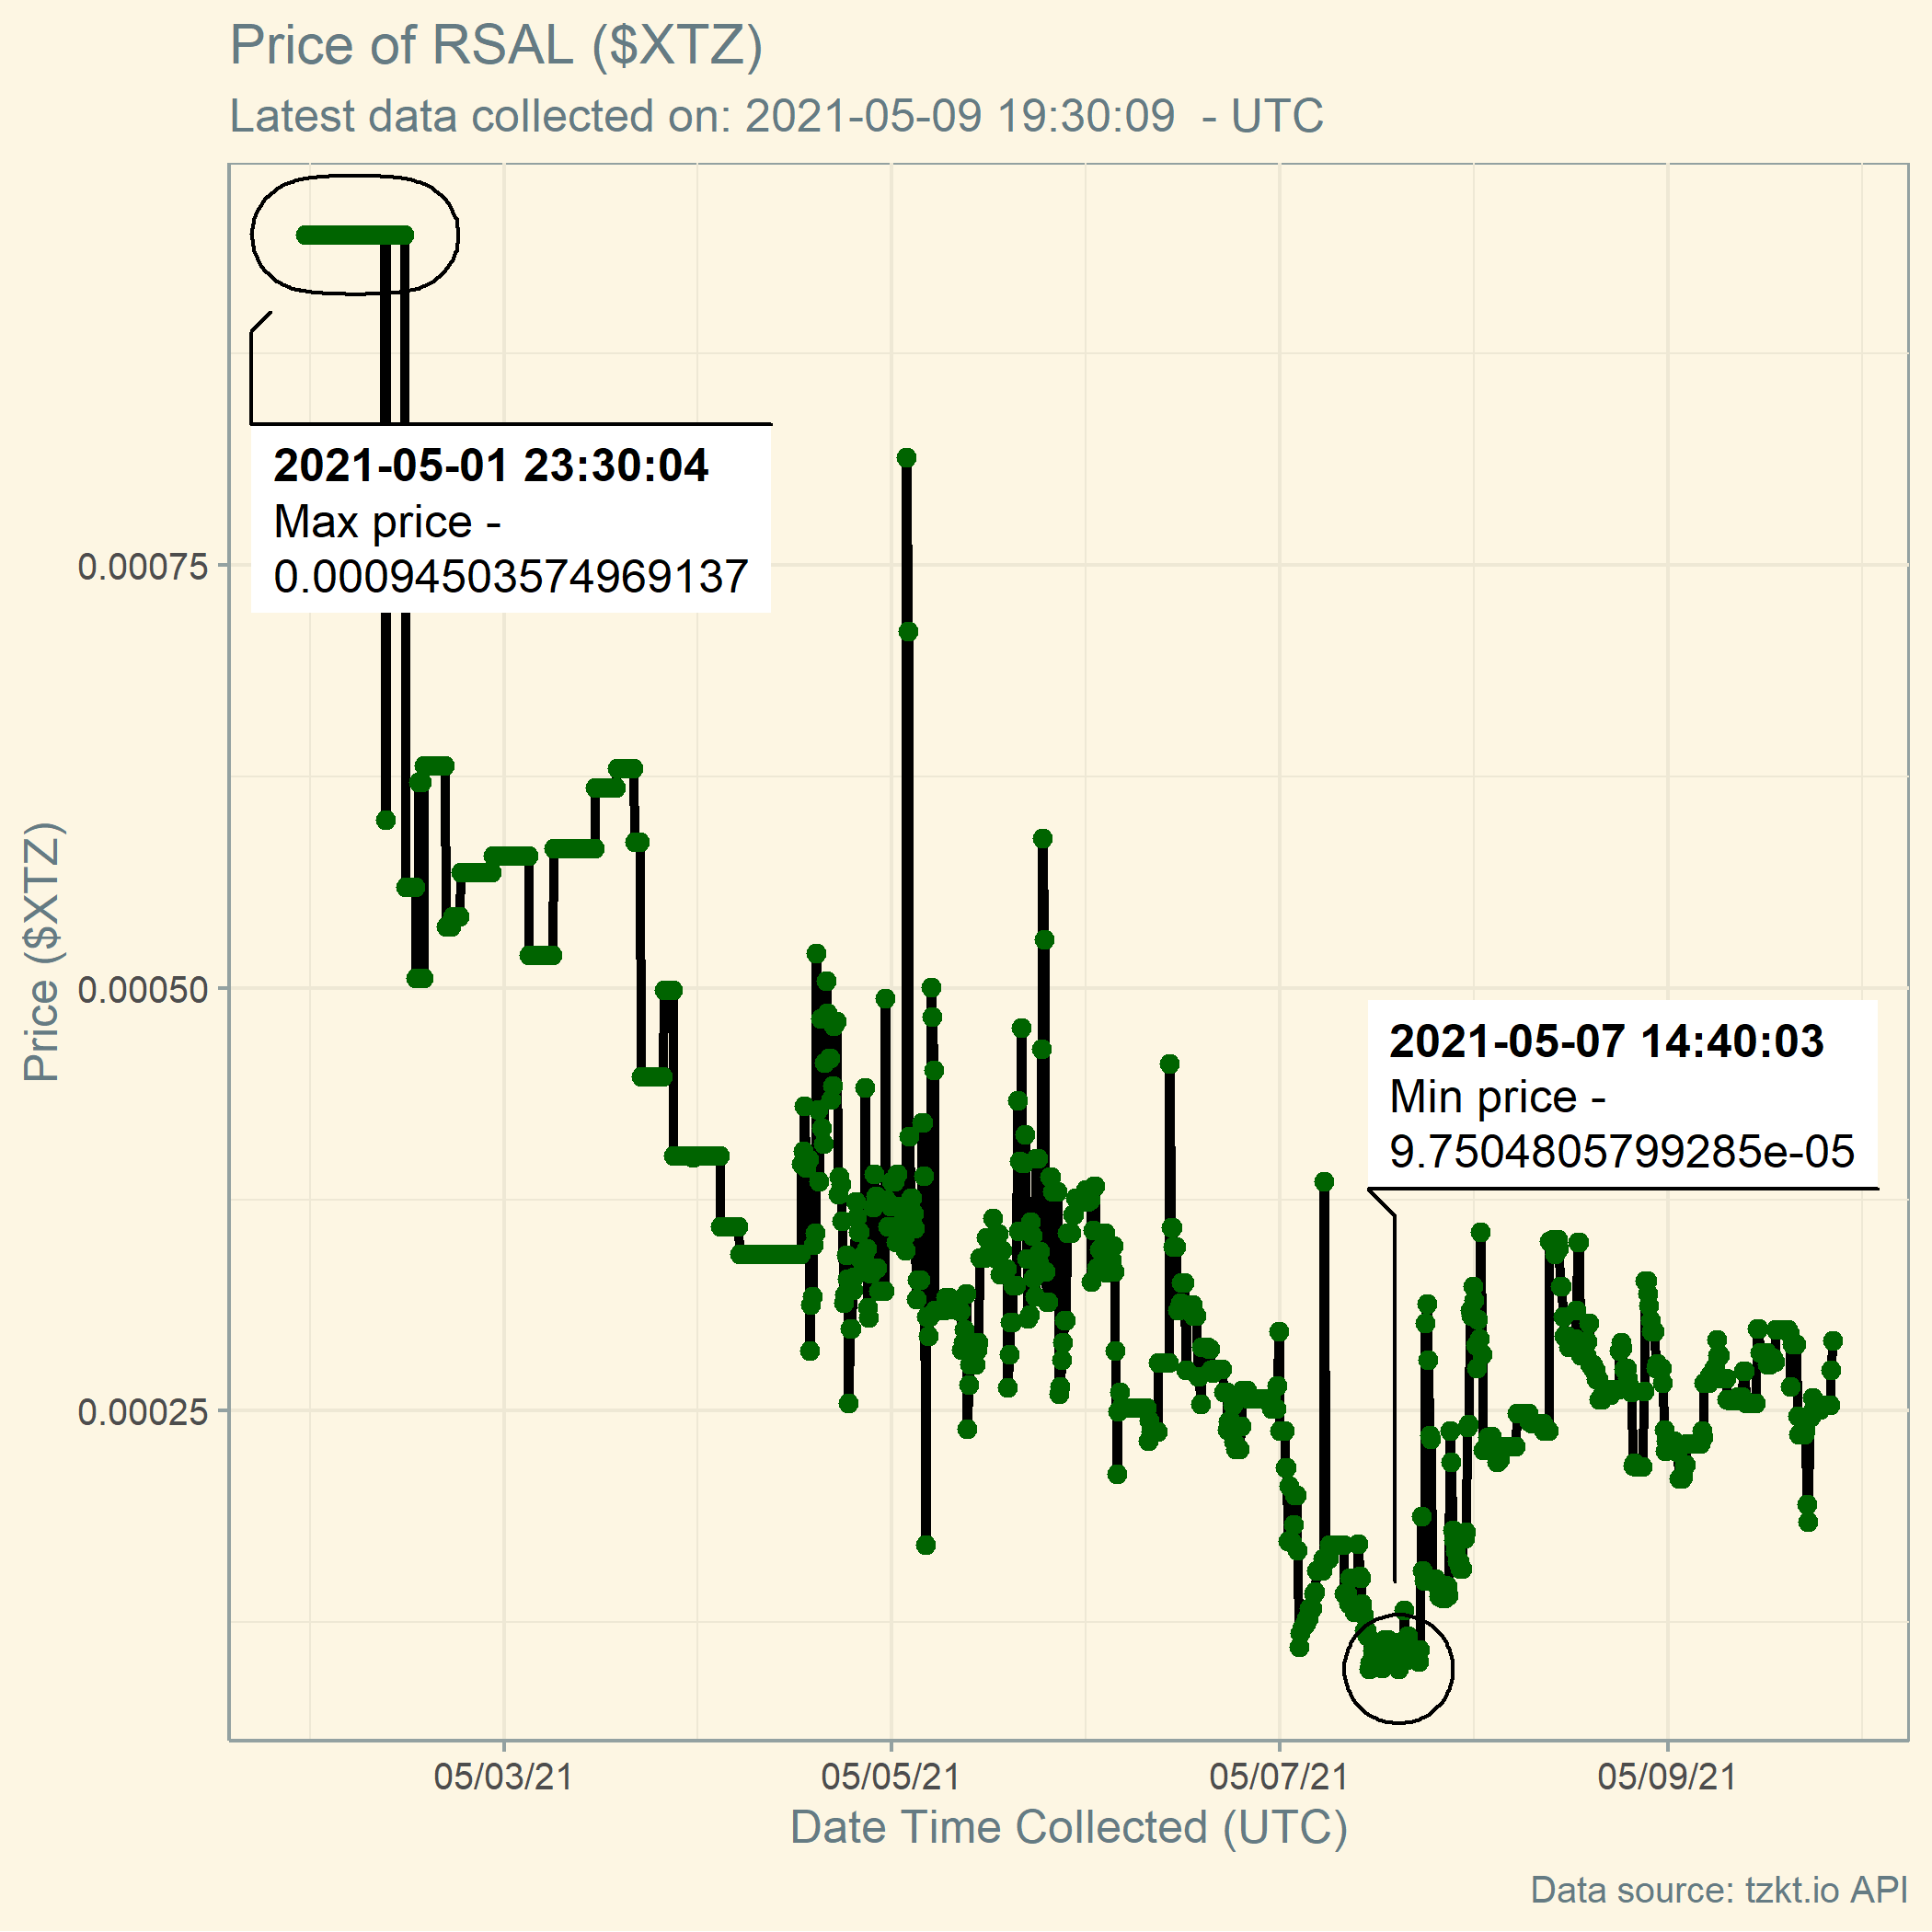 Price of RSAL ($XTZ)
Latest data collected on: 2021-05-09 19:30:09  - UTC
2021-05-01 23:30:04
Max price -
0.00094503574969137
0.00075
0.00050
0.00025
Price ($XTZ)
2021-05-07 14:40:03
Min price -
9.75048057992850e-05
05/03/21
05/05/21
05/07/21
05/09/21
Date Time Collected (UTC)
Data source: tzkt.io API